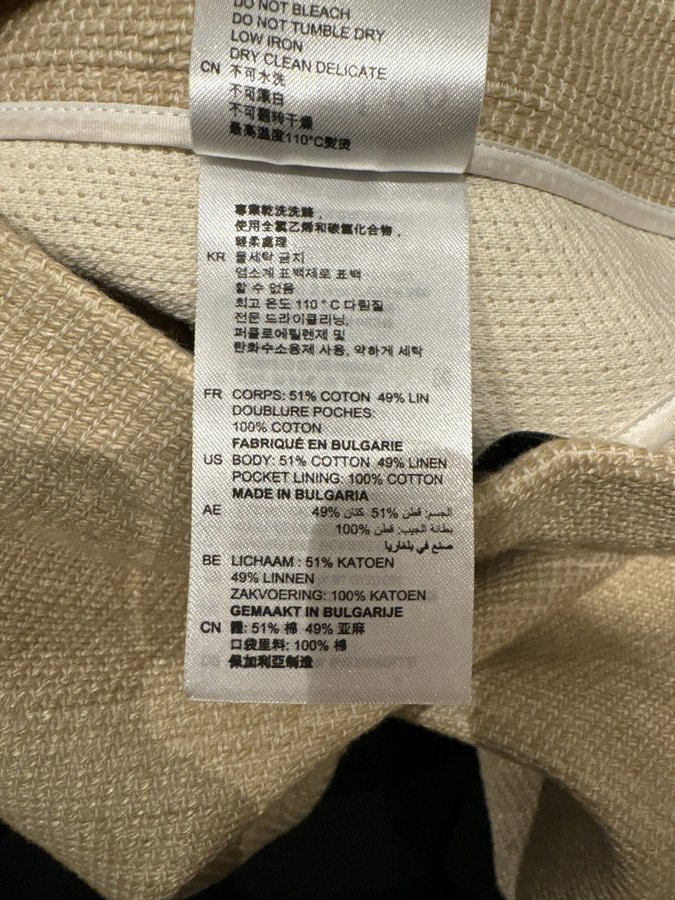 DO NOT BLEACH
DO NOT TUMBLE DRY
LOW IRON
DRY CLEAN DELICATE
CN 不可水洗
不可漂白
不可翻转干燥
最高温度110°C熨烫
專業乾洗洗滌，
使用全氯乙烯和碳氫化合物，
輕柔處理
KR 물세탁 금지
염소계 표백제로 표백
할 수 없음
최고 온도 110 ° C 다림질
전문 드라이클리닝,
퍼클로에틸렌제 및
탄화수소용제 사용, 약하게 세탁
FR CORPS: 51% COTON 49% LIN
DOUBLURE POCHES:
100% COTON
FABRIQUÉ EN BULGARIE
US BODY: 51% COTTON 49% LINEN
POCKET LINING: 100% COTTON
MADE IN BULGARIA
AE الجسم: قطن %51 كتان %49
بطانة الجيب: قطن %100
صنع في بلغاريا
BE LICHAAM : 51% KATOEN
49% LINNEN
ZAKVOERING: 100% KATOEN
GEMAAKT IN BULGARIJE
CN : 51% 棉 49% 亚麻
口袋里料: 100% 棉
保加利亞制造